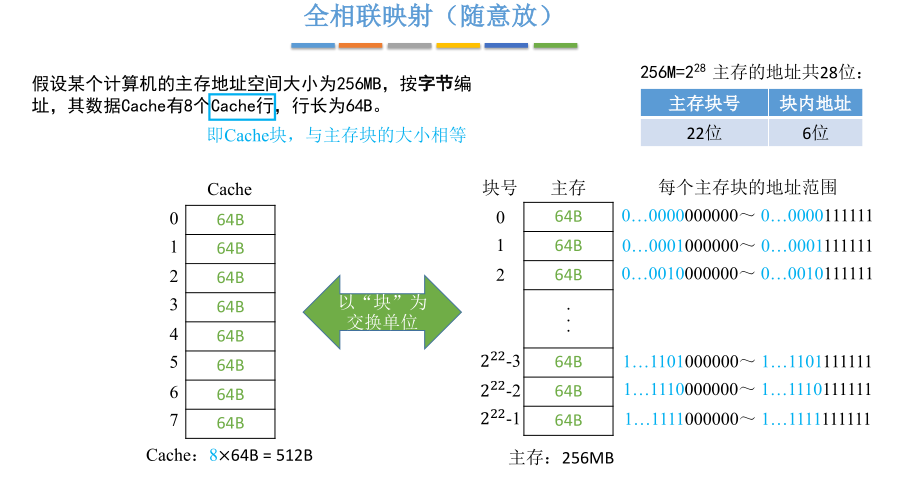 全相联映射（随意放）
假设某个计算机的主存地址空间大小为256MB，按字节编
址，其数据Cache有8个Cache行，行长为64B。
即Cache块，与主存块的大小相等
256M=2²⁸ 主存的地址共28位：
主存块号 块内地址
22位 6位
Cache
0 64B
1 64B
2 64B
3 64B
4 64B
5 64B
6 64B
7 64B
Cache：8×64B = 512B
以“块”为
交换单位
块号 主存 每个主存块的地址范围
0 64B 0…0000000000～ 0…0000111111
1 64B 0…0001000000～ 0…0001111111
2 64B 0…0010000000～ 0…0010111111
⋮
2²²-3 64B 1…1101000000～ 1…1101111111
2²²-2 64B 1…1110000000～ 1…1110111111
2²²-1 64B 1…1111000000～ 1…1111111111
主存：256MB